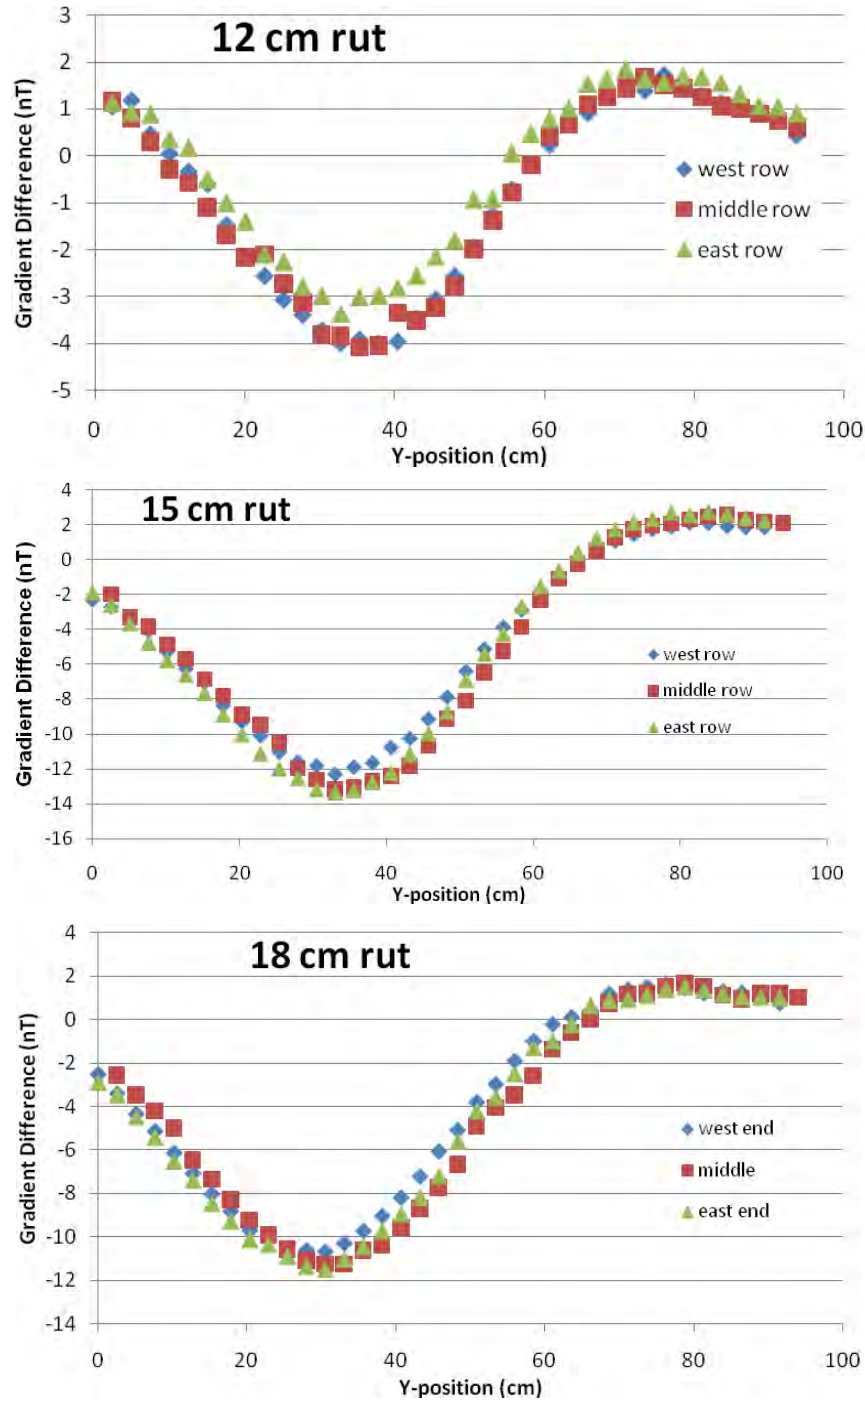 12 cm rut
Gradient Difference (nT)
3
2
1
0
-1
-2
-3
-4
-5
west row
middle row
east row
0 20 40 60 80 100
Y-position (cm)
15 cm rut
Gradient Difference (nT)
4
2
0
-2
-4
-6
-8
-10
-12
-14
-16
west row
middle row
east row
0 20 40 60 80 100
Y-position (cm)
18 cm rut
Gradient Difference (nT)
4
2
0
-2
-4
-6
-8
-10
-12
-14
west end
middle
east end
0 20 40 60 80 100
Y-position (cm)